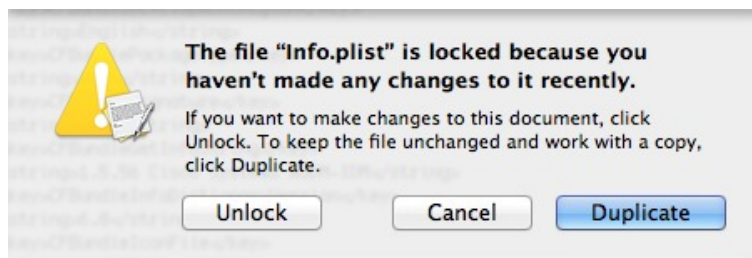 The file “Info.plist” is locked because you
haven't made any changes to it recently.
If you want to make changes to this document, click
Unlock. To keep the file unchanged and work with a copy,
click Duplicate.
Unlock
Cancel
Duplicate